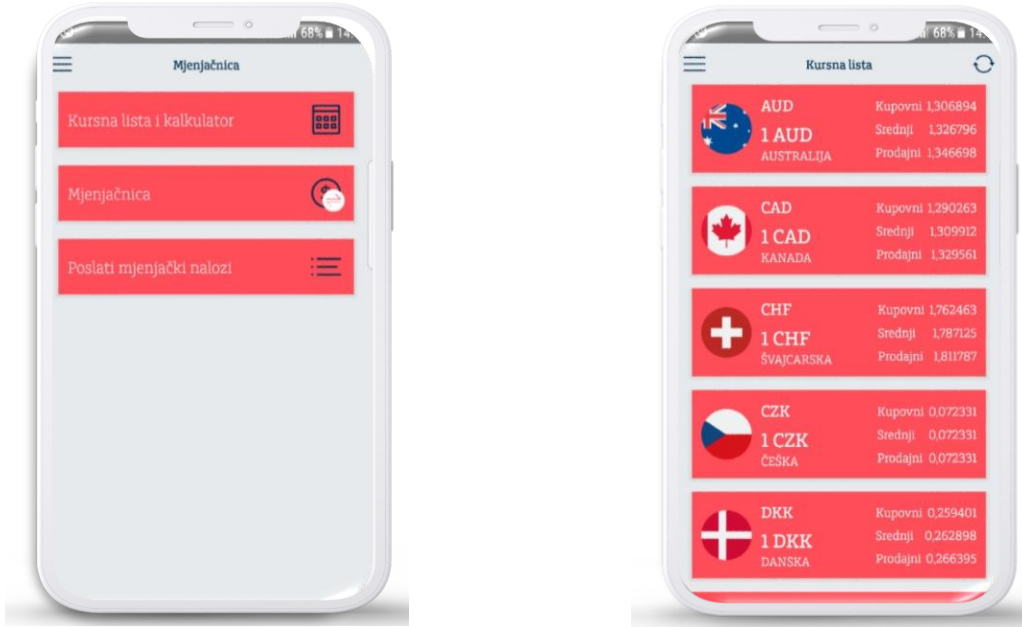 68% 14:
Mjenjačnica
Kursna lista i kalkulator
Mjenjačnica
Poslati mjenjački nalozi
68% 14:
Kursna lista
AUD
1 AUD
AUSTRALIJA
Kupovni 1,306894
Srednji 1,326796
Prodajni 1,346698
CAD
1 CAD
KANADA
Kupovni 1,290263
Srednji 1,309912
Prodajni 1,329561
CHF
1 CHF
ŠVAJCARSKA
Kupovni 1,762463
Srednji 1,787125
Prodajni 1,811787
CZK
1 CZK
ČEŠKA
Kupovni 0,072331
Srednji 0,072331
Prodajni 0,072331
DKK
1 DKK
DANSKA
Kupovni 0,259401
Srednji 0,262898
Prodajni 0,266395